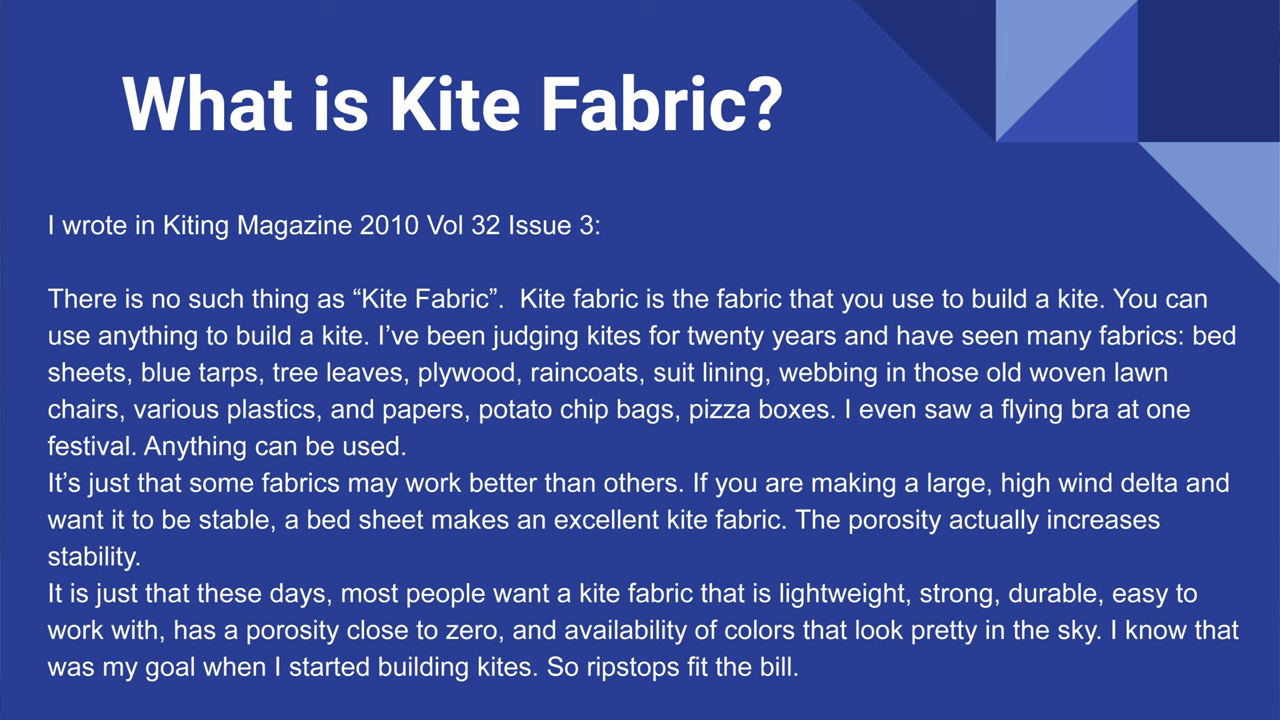 What is Kite Fabric?
I wrote in Kiting Magazine 2010 Vol 32 Issue 3:
There is no such thing as “Kite Fabric”.  Kite fabric is the fabric that you use to build a kite. You can
use anything to build a kite. I’ve been judging kites for twenty years and have seen many fabrics: bed
sheets, blue tarps, tree leaves, plywood, raincoats, suit lining, webbing in those old woven lawn
chairs, various plastics, and papers, potato chip bags, pizza boxes. I even saw a flying bra at one
festival. Anything can be used.
It’s just that some fabrics may work better than others. If you are making a large, high wind delta and
want it to be stable, a bed sheet makes an excellent kite fabric. The porosity actually increases
stability.
It is just that these days, most people want a kite fabric that is lightweight, strong, durable, easy to
work with, has a porosity close to zero, and availability of colors that look pretty in the sky. I know that
was my goal when I started building kites. So ripstops fit the bill.